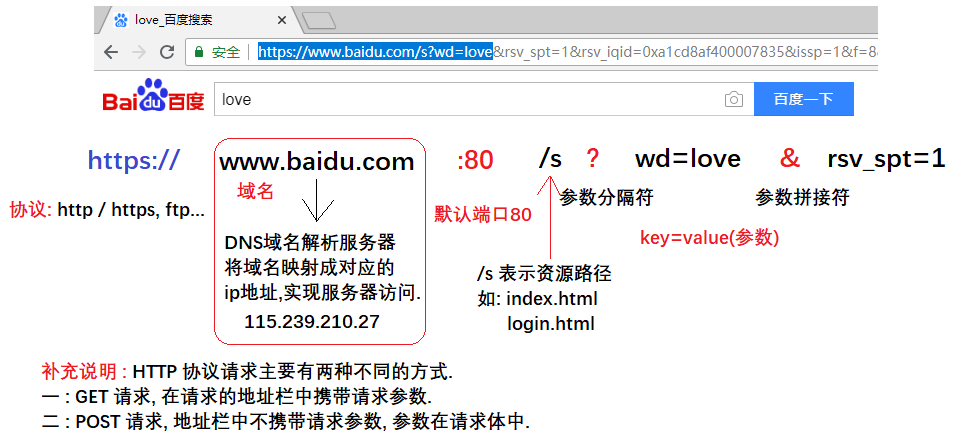 love_百度搜索
安全 https://www.baidu.com/s?wd=love&rsv_spt=1&rsv_iqid=0xa1cd8af400007835&issp=1&f=8
Bai du 百度 love 百度一下
https:// www.baidu.com :80 /s ? wd=love & rsv_spt=1
域名
协议: http / https, ftp...
默认端口80
参数分隔符 参数拼接符
key=value(参数)
DNS域名解析服务器
将域名映射成对应的
ip地址,实现服务器访问.
115.239.210.27
/s 表示资源路径
如: index.html
login.html
补充说明 : HTTP 协议请求主要有两种不同的方式.
一 : GET 请求, 在请求的地址栏中携带请求参数.
二 : POST 请求, 地址栏中不携带请求参数, 参数在请求体中.